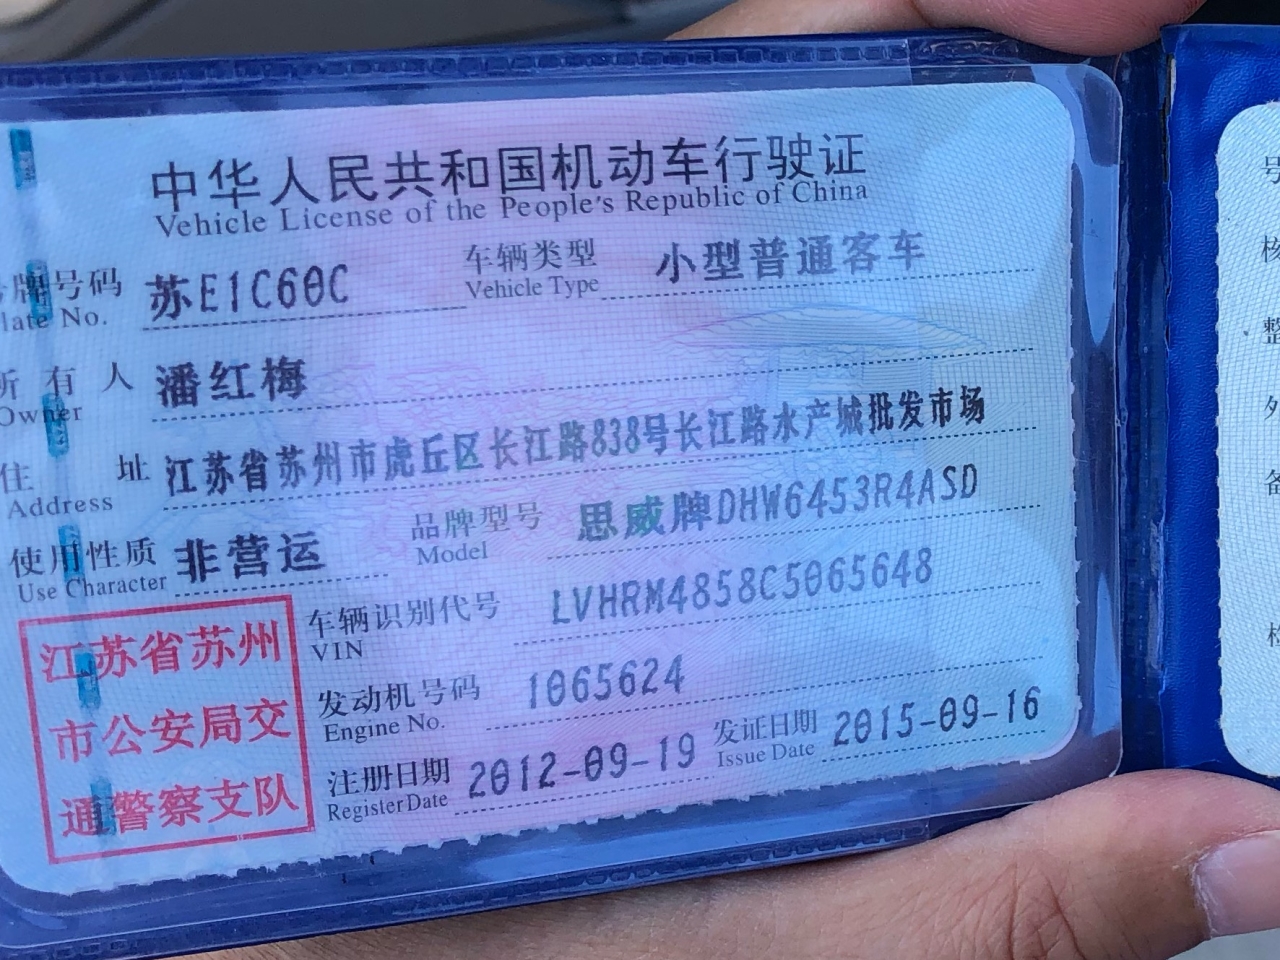 中华人民共和国机动车行驶证
Vehicle License of the People's Republic of China
号牌号码 苏E1C60C 车辆类型 小型普通客车
Plate No. Vehicle Type
所有人 潘红梅
Owner
住址 江苏省苏州市虎丘区长江路838号长江路水产城批发市场
Address
使用性质 非营运 品牌型号 思威牌DHW6453R4ASD
Use Character Model
江苏省苏州
市公安局交
通警察支队
车辆识别代号 LVHRM4858C5065648
VIN
发动机号码 1065624
Engine No.
注册日期 2012-09-19 发证日期 2015-09-16
Register Date Issue Date
号
核
整
外
备
检